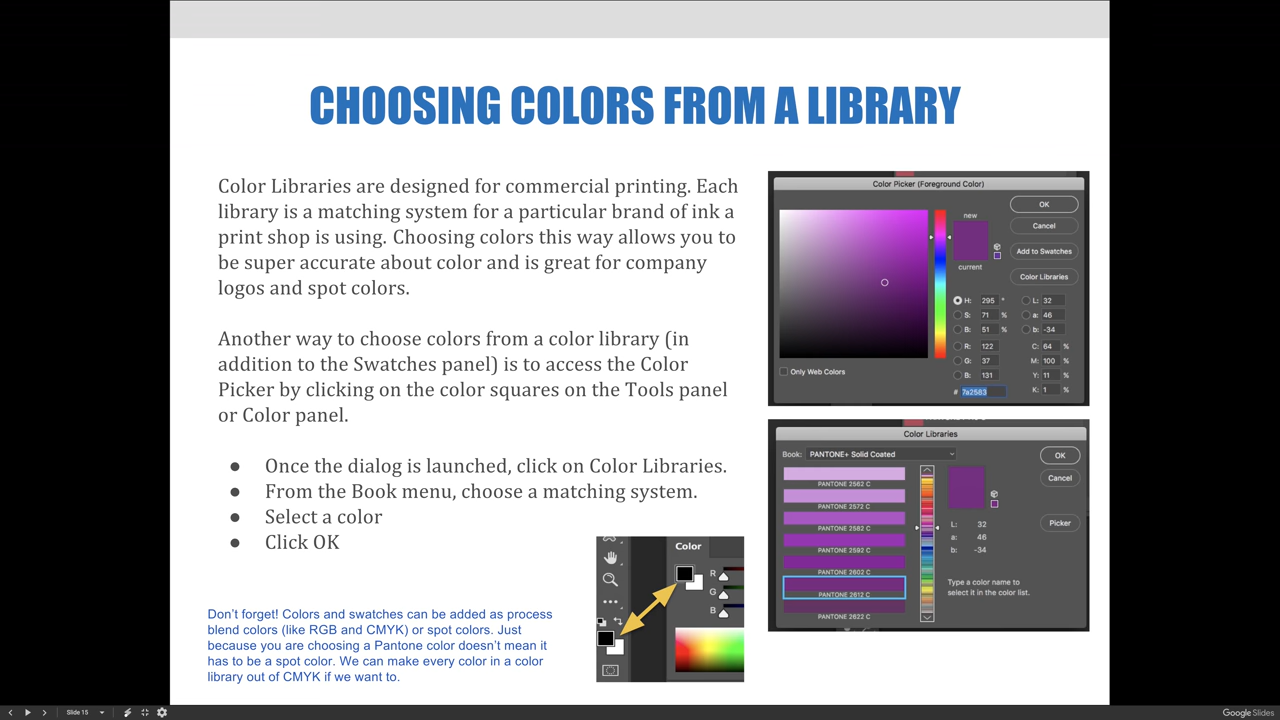 CHOOSING COLORS FROM A LIBRARY
Color Libraries are designed for commercial printing. Each
library is a matching system for a particular brand of ink a
print shop is using. Choosing colors this way allows you to
be super accurate about color and is great for company
logos and spot colors.
Another way to choose colors from a color library (in
addition to the Swatches panel) is to access the Color
Picker by clicking on the color squares on the Tools panel
or Color panel.
● Once the dialog is launched, click on Color Libraries.
● From the Book menu, choose a matching system.
● Select a color
● Click OK
Don't forget! Colors and swatches can be added as process
blend colors (like RGB and CMYK) or spot colors. Just
because you are choosing a Pantone color doesn't mean it
has to be a spot color. We can make every color in a color
library out of CMYK if we want to.
Color
R
G
B
Color Picker (Foreground Color)
new
current
OK
Cancel
Add to Swatches
Color Libraries
H: 295 °
L: 32
S: 71 %
a: 46
B: 51 %
b: -34
R: 122
C: 64 %
G: 37
M: 100 %
B: 131
Y: 11 %
# 7a2583
K: 1 %
Only Web Colors
Color Libraries
Book: PANTONE+ Solid Coated
OK
Cancel
Picker
PANTONE 2562 C
PANTONE 2572 C
PANTONE 2582 C
PANTONE 2592 C
PANTONE 2602 C
PANTONE 2612 C
PANTONE 2622 C
L: 32
a: 46
b: -34
Type a color name to
select it in the color list.
Slide 15
Google Slides